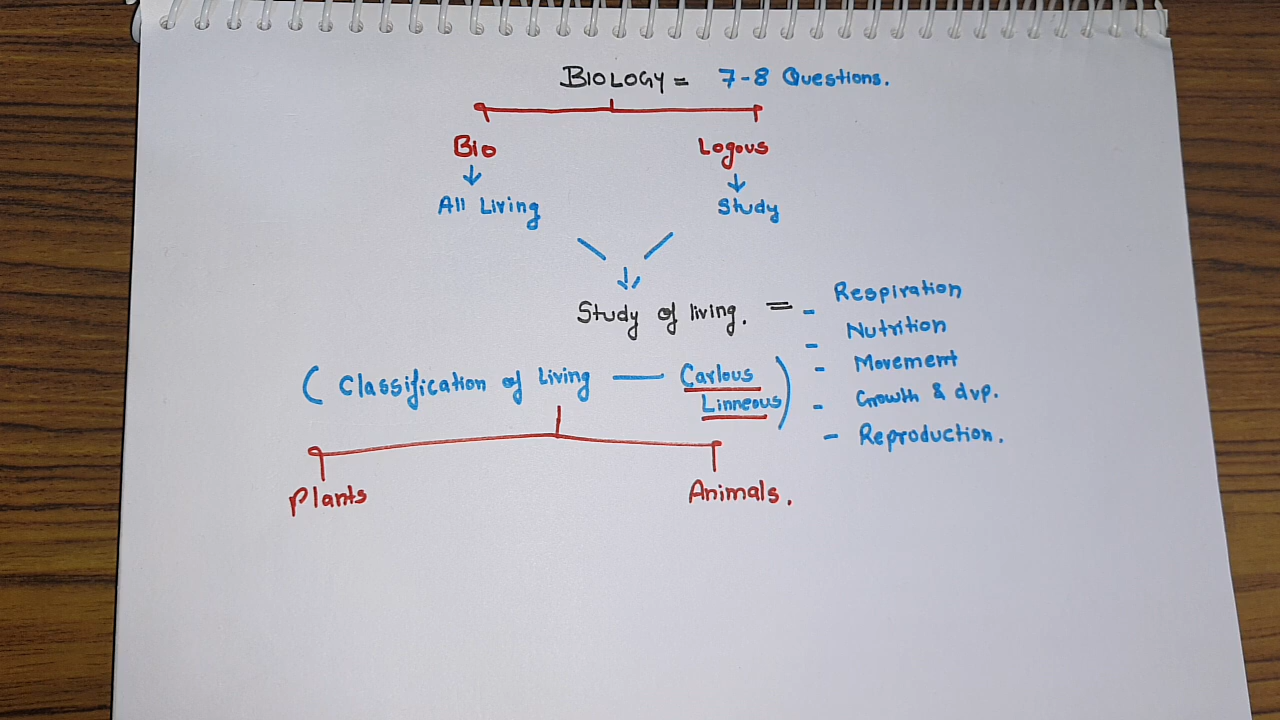 BIOLOGY = 7-8 Questions.
Bio
Logous
All Living
Study
Study of living. =
- Respiration
- Nutrition
- Movement
- Growth & dvp.
- Reproduction.
( Classification of Living — Carlous
Linneous)
Plants
Animals.